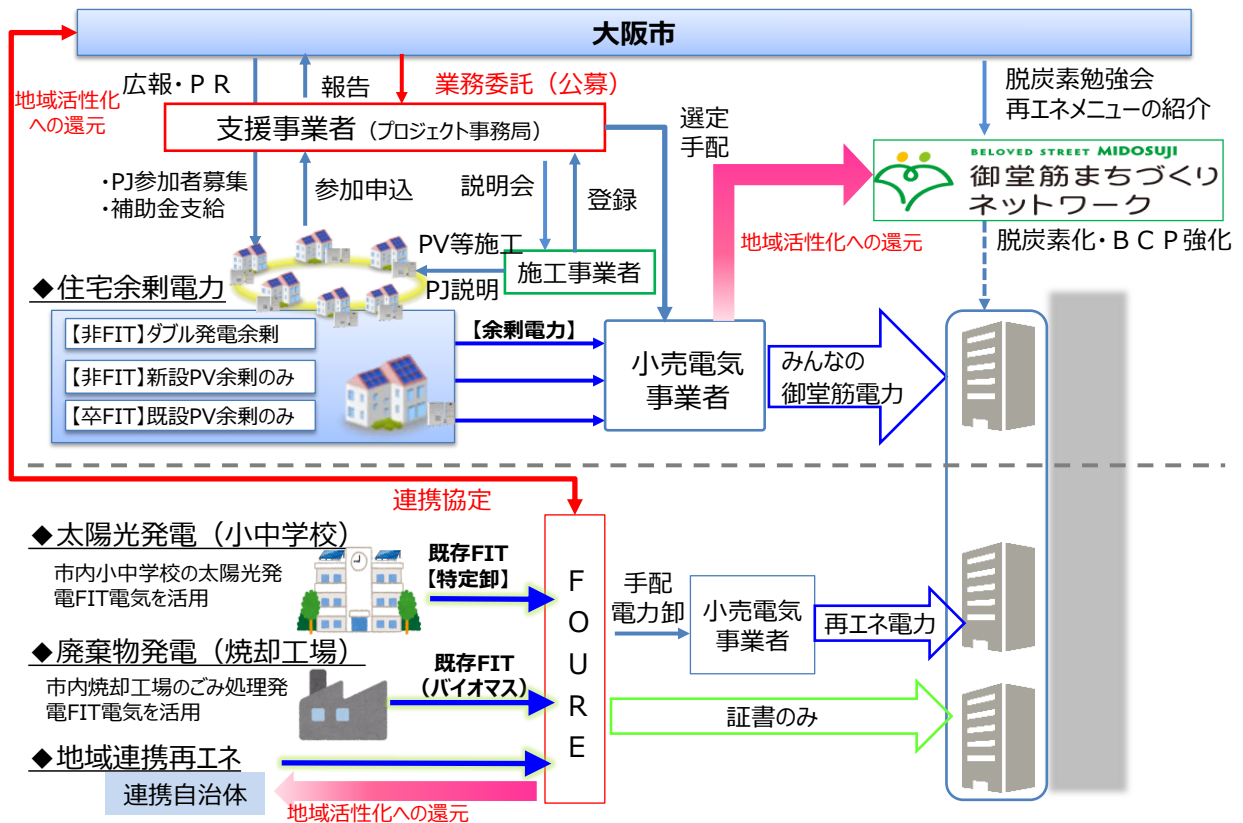 大阪市
地域活性化
への還元
広報・ＰＲ
報告
業務委託（公募）
支援事業者（プロジェクト事務局）
選定
手配
脱炭素勉強会
再エネメニューの紹介
BELOVED STREET MIDOSUJI
御堂筋まちづくり
ネットワーク
・PJ参加者募集
・補助金支給
参加申込
説明会
登録
地域活性化への還元
脱炭素化・ＢＣＰ強化
PV等施工
PJ説明
施工事業者
◆住宅余剰電力
【非FIT】ダブル発電余剰
【非FIT】新設PV余剰のみ
【卒FIT】既設PV余剰のみ
【余剰電力】
小売電気
事業者
みんなの
御堂筋電力
連携協定
◆太陽光発電（小中学校）
市内小中学校の太陽光発
電FIT電気を活用
既存FIT
【特定卸】
F
O
U
R
E
手配
電力卸
小売電気
事業者
再エネ電力
◆廃棄物発電（焼却工場）
市内焼却工場のごみ処理発
電FIT電気を活用
既存FIT
（バイオマス）
証書のみ
◆地域連携再エネ
連携自治体
地域活性化への還元